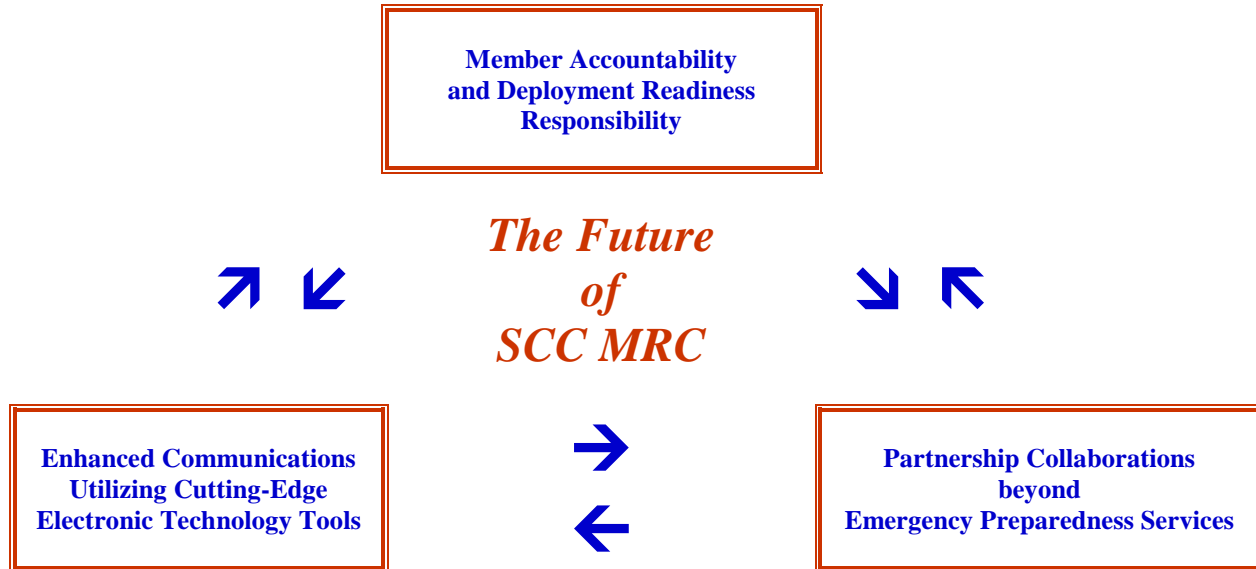 Member Accountability
and Deployment Readiness
Responsibility
The Future
of
SCC MRC
Enhanced Communications
Utilizing Cutting-Edge
Electronic Technology Tools
Partnership Collaborations
beyond
Emergency Preparedness Services